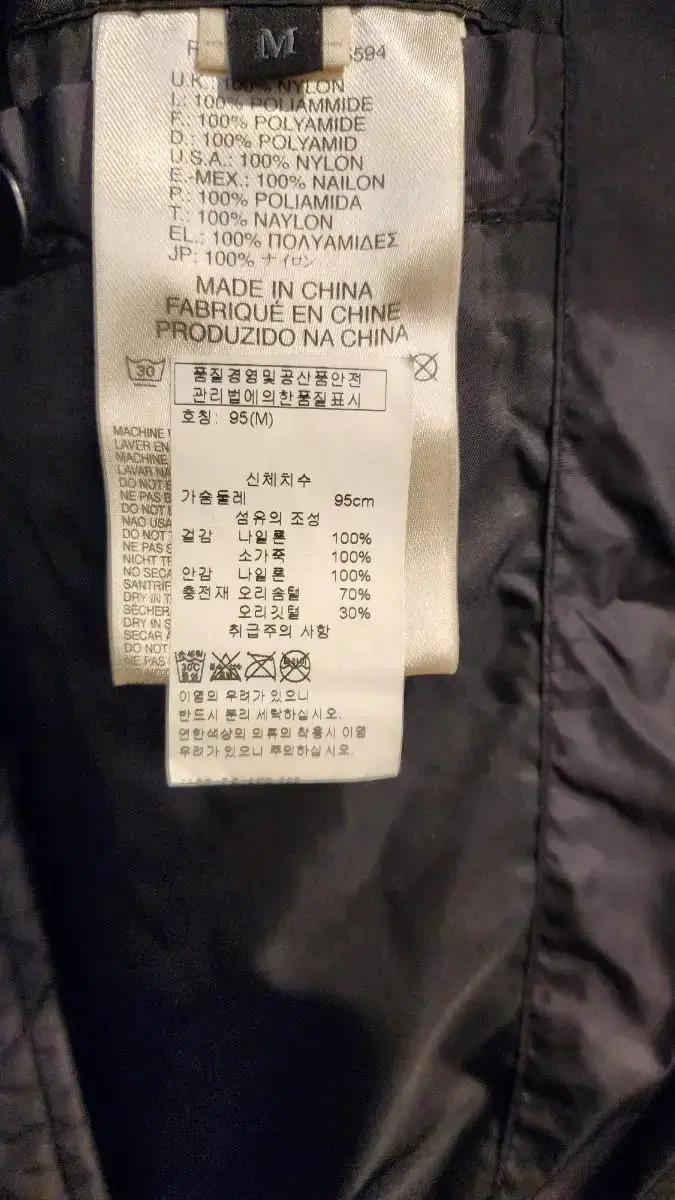 M
594
U.K.: 100% NYLON
I.: 100% POLIAMMIDE
F.: 100% POLYAMIDE
D.: 100% POLYAMID
U.S.A.: 100% NYLON
E.-MEX.: 100% NAILON
P.: 100% POLIAMIDA
T.: 100% NAYLON
EL.: 100% ΠΟΛΥΑΜΙΔΕΣ
JP: 100% ナイロン
MADE IN CHINA
FABRIQUÉ EN CHINE
PRODUZIDO NA CHINA
30
품질경영및공산품안전
관리법에의한품질표시
호칭: 95(M)
신체치수
가슴둘레 95cm
섬유의 조성
겉감 나일론 100%
소가죽 100%
안감 나일론 100%
충전재 오리솜털 70%
오리깃털 30%
취급주의 사항
30℃
이염의 우려가 있으니
반드시 분리 세탁하십시오.
연한색상의 의류의 착용시 이염
우려가 있으니 주의하십시오.
MACHINE
LAVER EN
MACHINE
LAVAR NA
DO NOT
NE PAS
DO NOT
NAO USA
DO NOT
NE PAS
NICHT
NO SECA
SANTRIF
DRY IN
SÉCHER
DRY IN
SECAR A
DO NOT
NE PAS